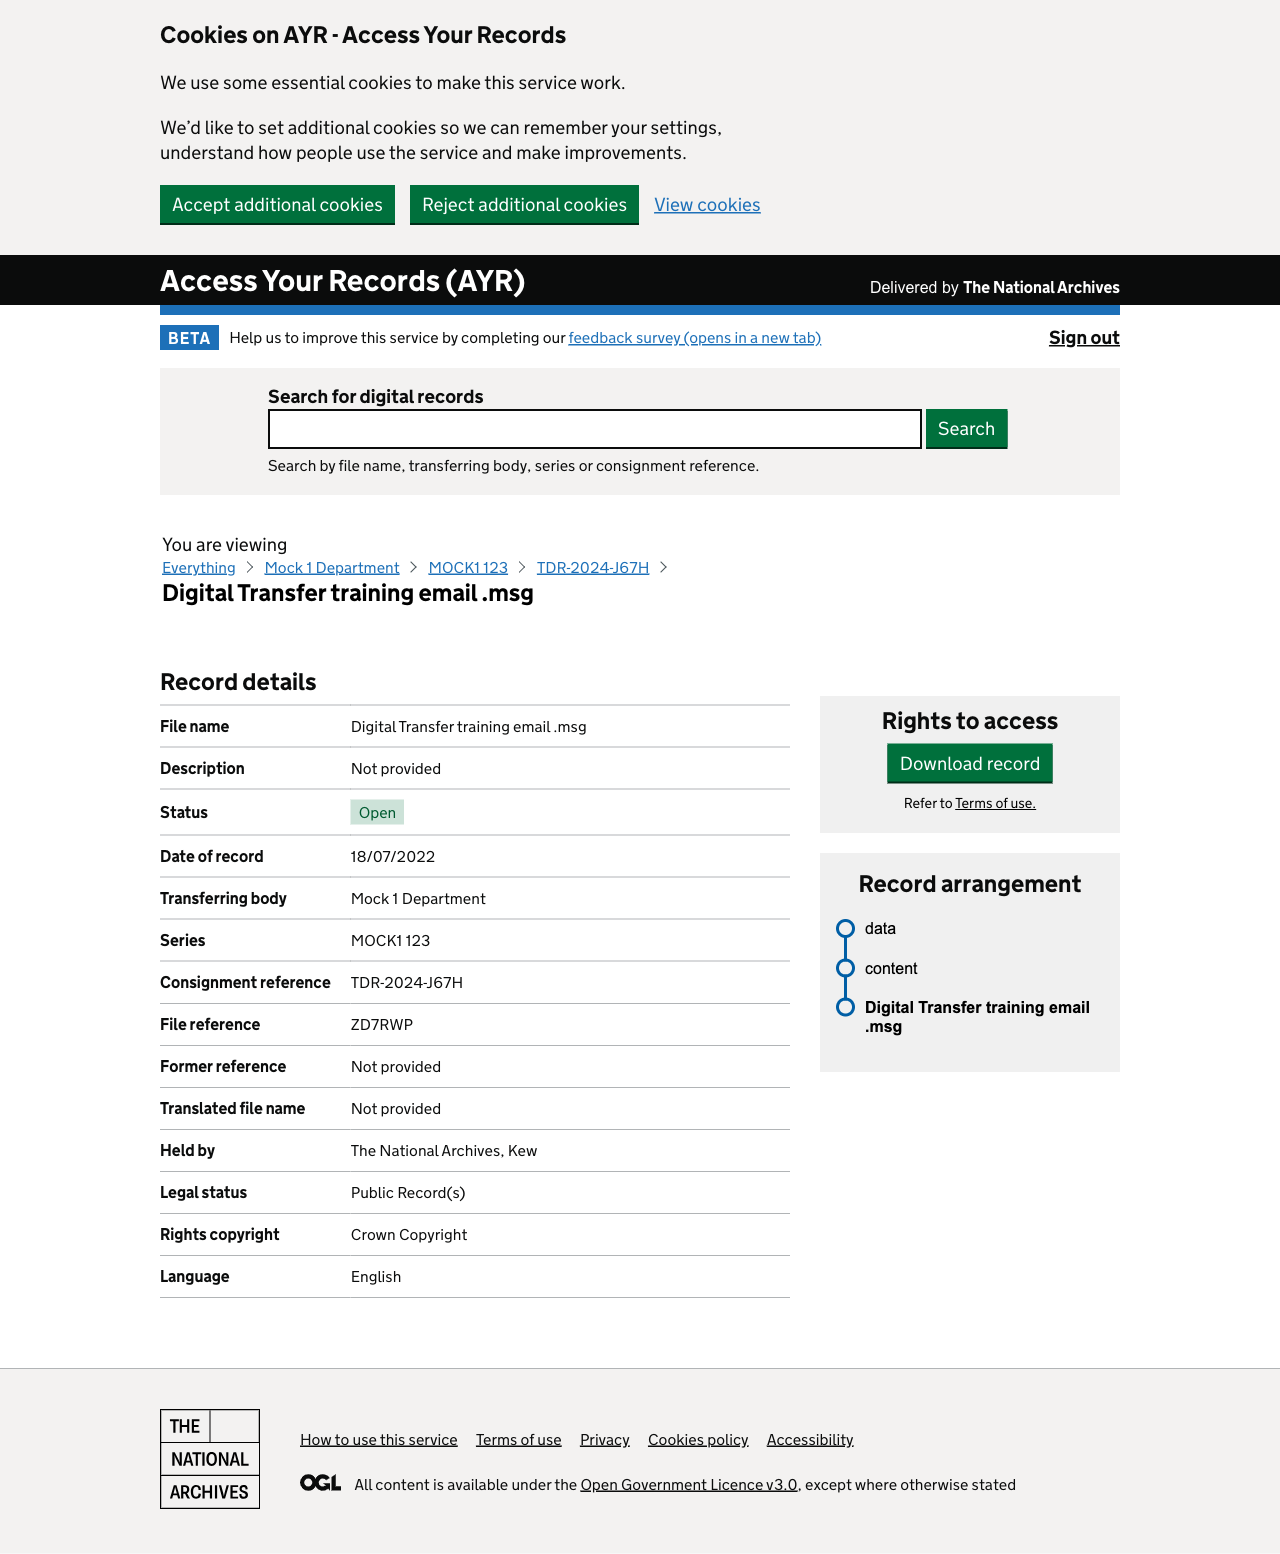 Cookies on AYR - Access Your Records
We use some essential cookies to make this service work.
We’d like to set additional cookies so we can remember your settings,
understand how people use the service and make improvements.
Accept additional cookies Reject additional cookies View cookies
Access Your Records (AYR) Delivered by The National Archives
BETA Help us to improve this service by completing our feedback survey (opens in a new tab) Sign out
Search for digital records
Search
Search by file name, transferring body, series or consignment reference.
You are viewing
Everything Mock 1 Department MOCK1 123 TDR-2024-J67H
Digital Transfer training email .msg
Record details
File name Digital Transfer training email .msg
Description Not provided
Status Open
Date of record 18/07/2022
Transferring body Mock 1 Department
Series MOCK1 123
Consignment reference TDR-2024-J67H
File reference ZD7RWP
Former reference Not provided
Translated file name Not provided
Held by The National Archives, Kew
Legal status Public Record(s)
Rights copyright Crown Copyright
Language English
Rights to access
Download record
Refer to Terms of use.
Record arrangement
data
content
Digital Transfer training email
.msg
THE
NATIONAL
ARCHIVES
How to use this service Terms of use Privacy Cookies policy Accessibility
OGL All content is available under the Open Government Licence v3.0, except where otherwise stated